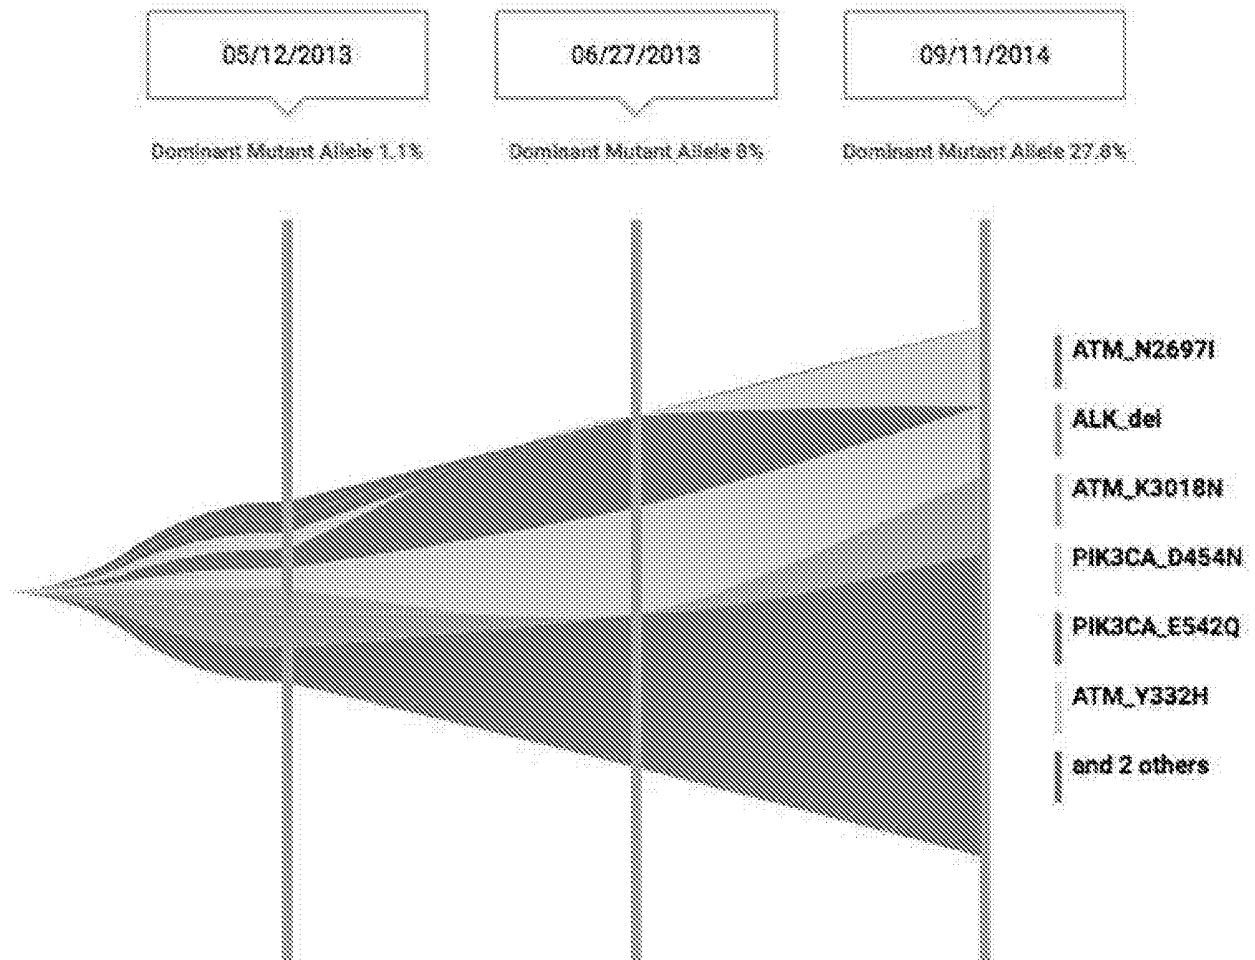 05/12/2013
06/27/2013
09/11/2014
Dominant Mutant Allele 1.1%
Dominant Mutant Allele 8%
Dominant Mutant Allele 27.8%
ATM_N2697I
ALK_del
ATM_K3018N
PIK3CA_D454N
PIK3CA_E542Q
ATM_Y332H
and 2 others